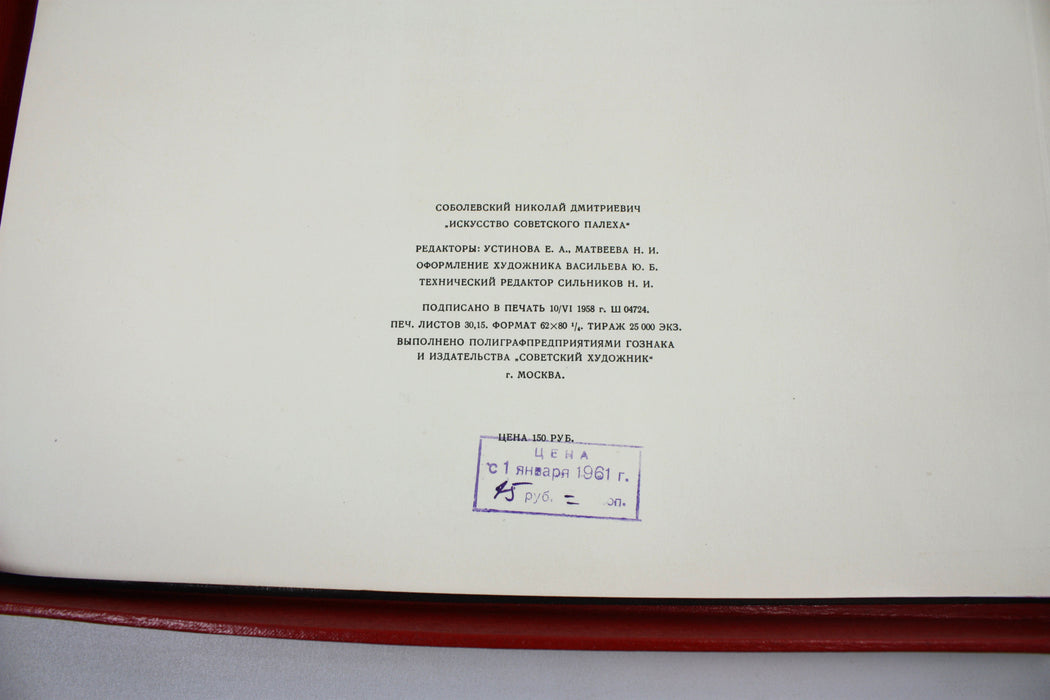 СОБОЛЕВСКИЙ НИКОЛАЙ ДМИТРИЕВИЧ
„ИСКУССТВО СОВЕТСКОГО ПАЛЕХА“
РЕДАКТОРЫ: УСТИНОВА Е. А., МАТВЕЕВА Н. И.
ОФОРМЛЕНИЕ ХУДОЖНИКА ВАСИЛЬЕВА Ю. Б.
ТЕХНИЧЕСКИЙ РЕДАКТОР СИЛЬНИКОВ Н. И.
ПОДПИСАНО В ПЕЧАТЬ 10/VI 1958 г. Ш 04724.
ПЕЧ. ЛИСТОВ 30,15. ФОРМАТ 62×80 ¹/₄. ТИРАЖ 25 000 ЭКЗ.
ВЫПОЛНЕНО ПОЛИГРАФПРЕДПРИЯТИЯМИ ГОЗНАКА
И ИЗДАТЕЛЬСТВА „СОВЕТСКИЙ ХУДОЖНИК“
г. МОСКВА.
ЦЕНА 150 РУБ.
ЦЕНА
с 1 января 1961 г.
15 руб. = оп.